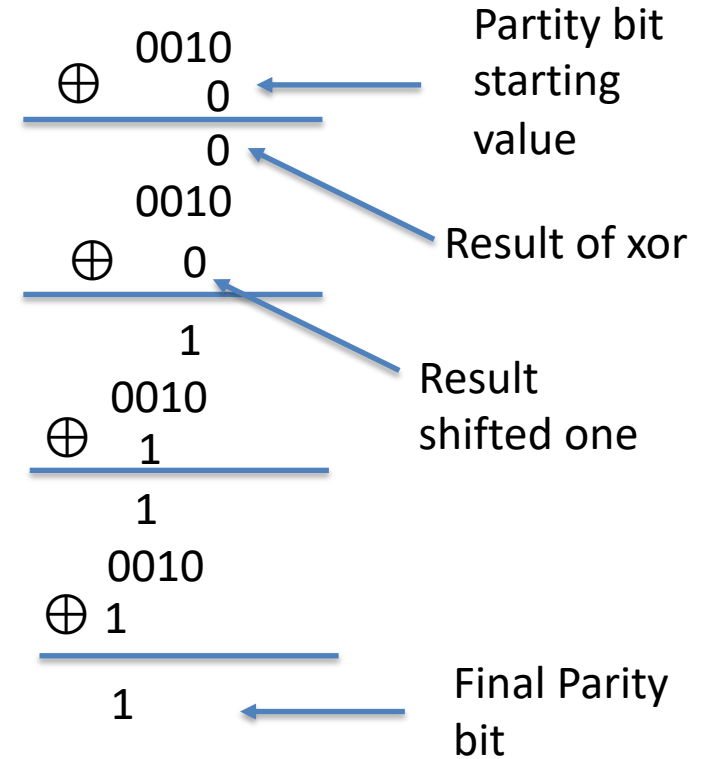 0010
Partity bit
starting
value
⊕ 0
0
0010
Result of xor
⊕ 0
1
Result
shifted one
0010
⊕ 1
1
0010
⊕ 1
1
Final Parity
bit